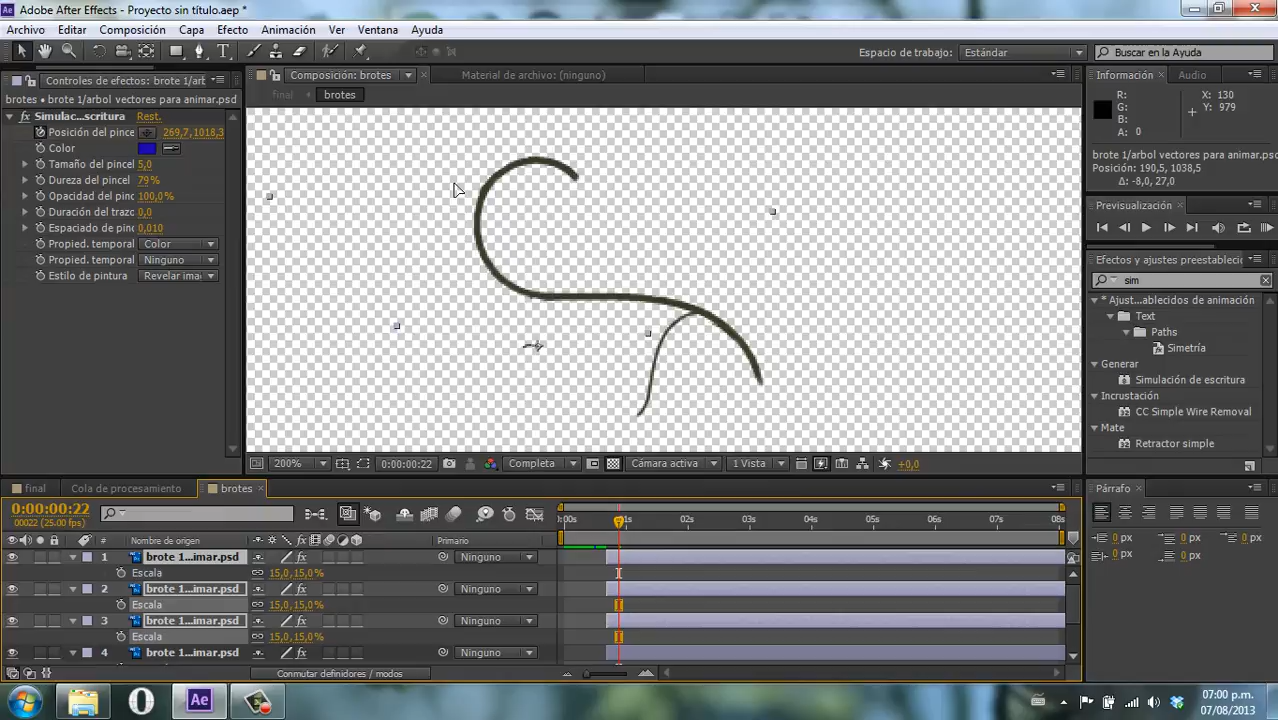 Adobe After Effects - Proyecto sin título.aep *
Archivo Editar Composición Capa Efecto Animación Ver Ventana Ayuda
Espacio de trabajo: Estándar Buscar en la Ayuda
Controles de efectos: brote 1/art
brotes • brote 1/arbol vectores para animar.psd
Simulac...scritura Rest.
Posición del pince 269,7,1018,3
Color
Tamaño del pincel 5,0
Dureza del pincel 79 %
Opacidad del pinc 100,0 %
Duración del trazo 0,0
Espaciado de pinc 0,010
Propied. temporal Color
Propied. temporal Ninguno
Estilo de pintura Revelar ima
Composición: brotes Material de archivo: (ninguno)
final brotes
200% 0:00:00:22 Completa Cámara activa 1 Vista +0,0
Información Audio
R: X: 130
G: Y: 979
B:
A: 0
brote 1/arbol vectores para animar.psd
Posición: 190,5, 1038,5
Δ: -8,0, 27,0
Previsualización
Efectos y ajustes preestablecido
sim
* Ajust...ablecidos de animación
Text
Paths
Simetría
Generar
Simulación de escritura
Incrustación
CC Simple Wire Removal
Mate
Retractor simple
final Cola de procesamiento brotes
0:00:00:22
00022 (25.00 fps)
:00s 01s 02s 03s 04s 05s 06s 07s 08s
# Nombre de origen Primario
1 brote 1...imar.psd Ninguno
Escala 15,0,15,0%
2 brote 1...imar.psd Ninguno
Escala 15,0,15,0%
3 brote 1...imar.psd Ninguno
Escala 15,0,15,0%
4 brote 1...imar.psd Ninguno
Conmutar definidores / modos
Párrafo
0 px 0 px 0 px
0 px 0 px
Ae
07:00 p.m.
07/08/2013